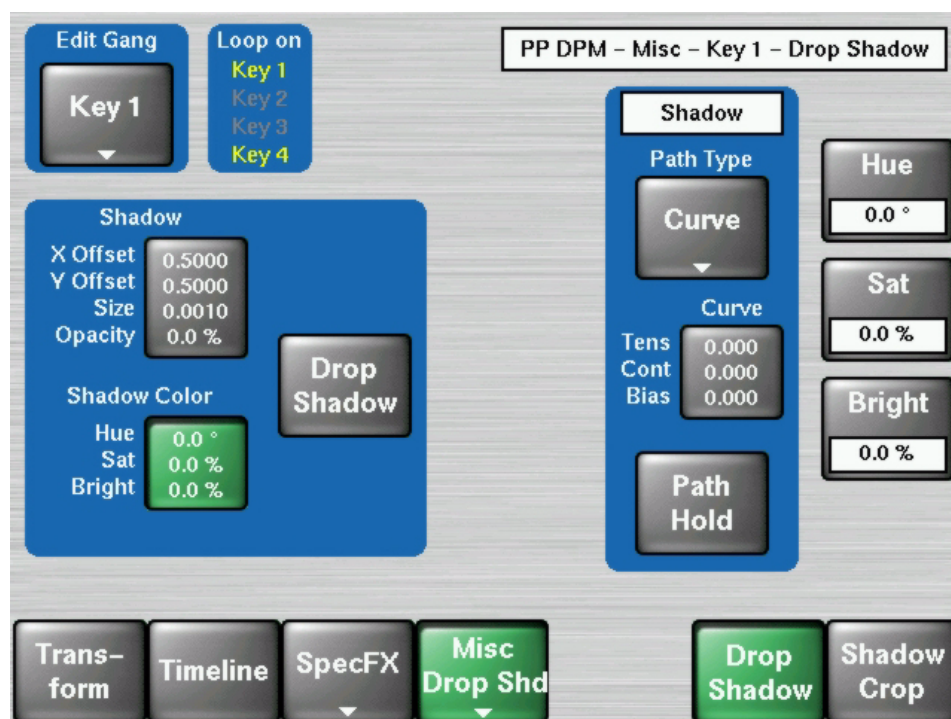 Edit Gang
Key 1
Loop on
Key 1
Key 2
Key 3
Key 4
PP DPM – Misc – Key 1 – Drop Shadow
Shadow
X Offset 0.5000
Y Offset 0.5000
Size 0.0010
Opacity 0.0 %
Shadow Color
Hue 0.0 °
Sat 0.0 %
Bright 0.0 %
Drop
Shadow
Shadow
Path Type
Curve
Curve
Tens 0.000
Cont 0.000
Bias 0.000
Path
Hold
Hue
0.0 °
Sat
0.0 %
Bright
0.0 %
Trans–
form
Timeline
SpecFX
Misc
Drop Shd
Drop
Shadow
Shadow
Crop